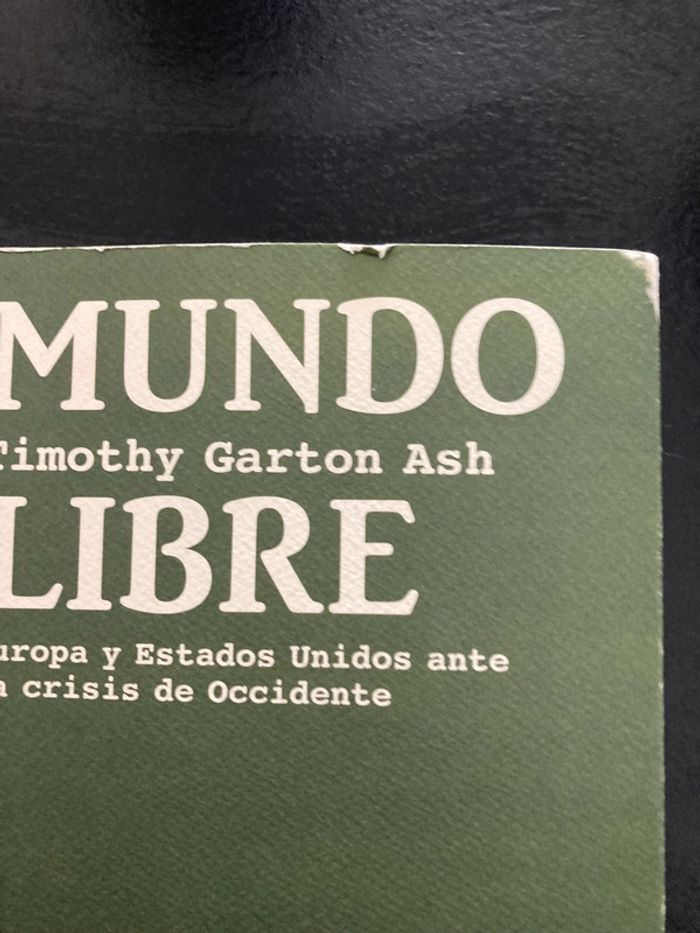 MUNDO
Timothy Garton Ash
LIBRE
uropa y Estados Unidos ante
a crisis de Occidente